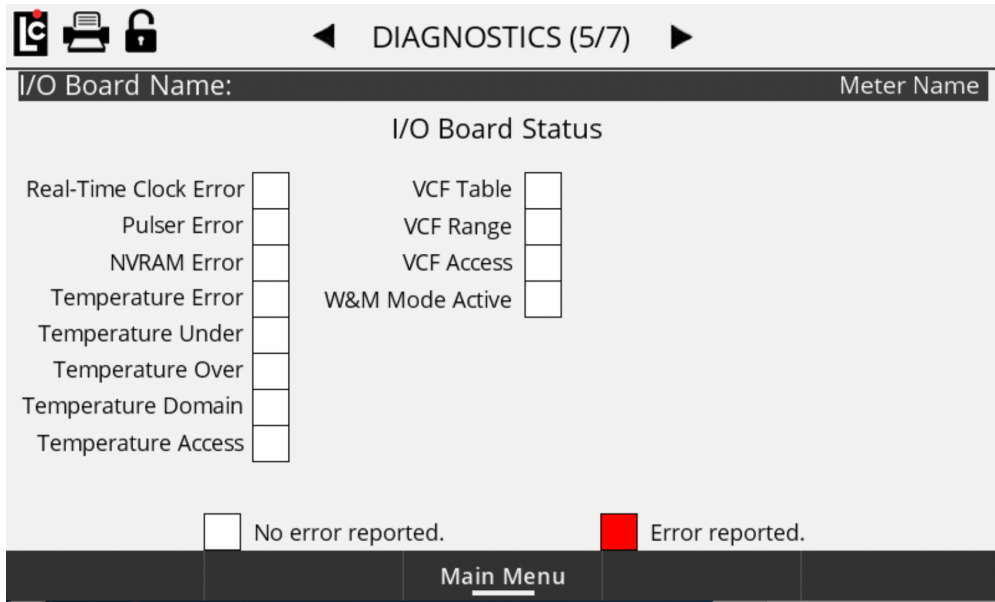 LC
DIAGNOSTICS (5/7)
I/O Board Name:
Meter Name
I/O Board Status
Real-Time Clock Error
Pulser Error
NVRAM Error
Temperature Error
Temperature Under
Temperature Over
Temperature Domain
Temperature Access
VCF Table
VCF Range
VCF Access
W&M Mode Active
No error reported.
Error reported.
Main Menu